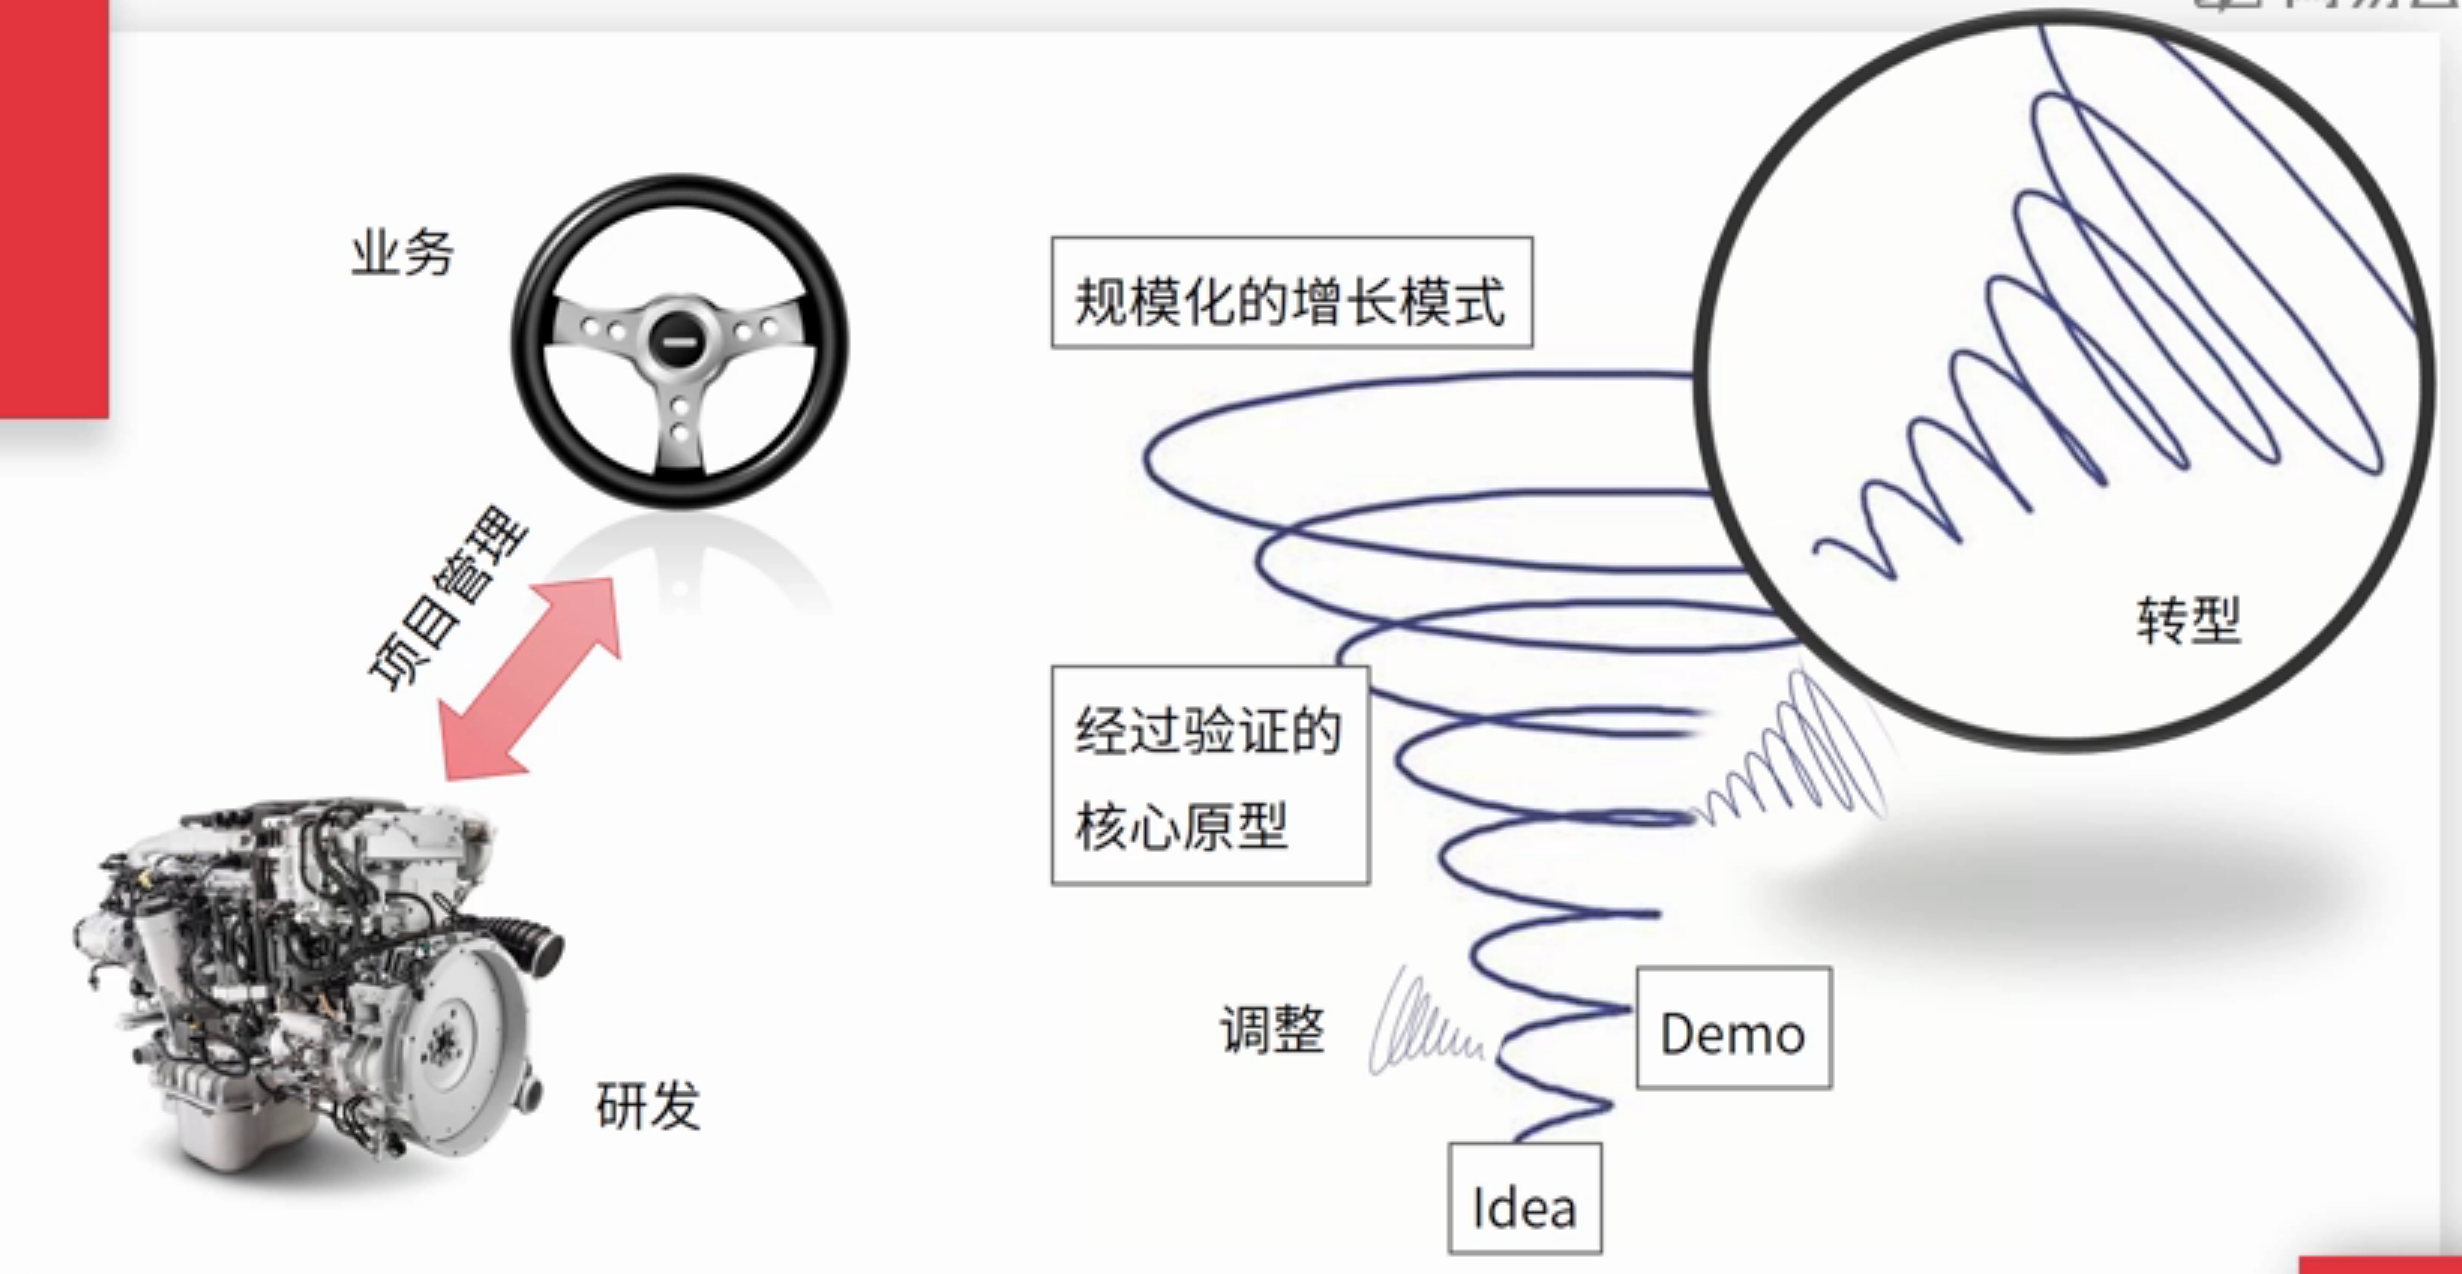 业务
项目管理
研发
规模化的增长模式
转型
经过验证的
核心原型
调整
Demo
Idea